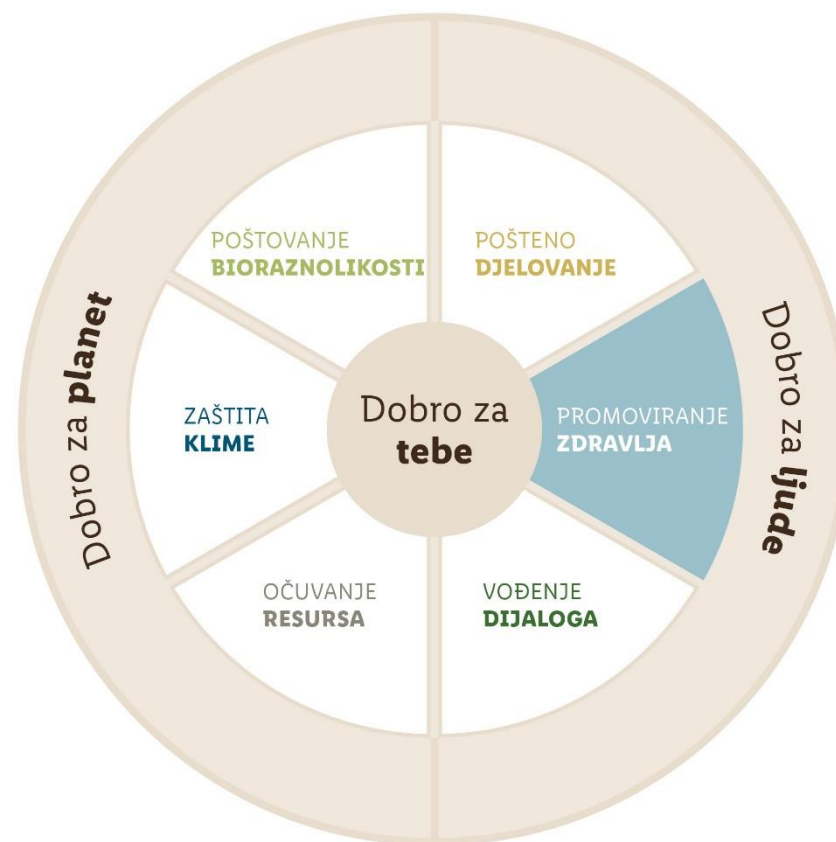 POŠTOVANJE
BIORAZNOLIKOSTI
POŠTENO
DJELOVANJE
Dobro za planet
ZAŠTITA
KLIME
Dobro za
tebe
PROMOVIRANJE
ZDRAVLJA
Dobro za ljude
OČUVANJE
RESURSA
VOĐENJE
DIJALOGA